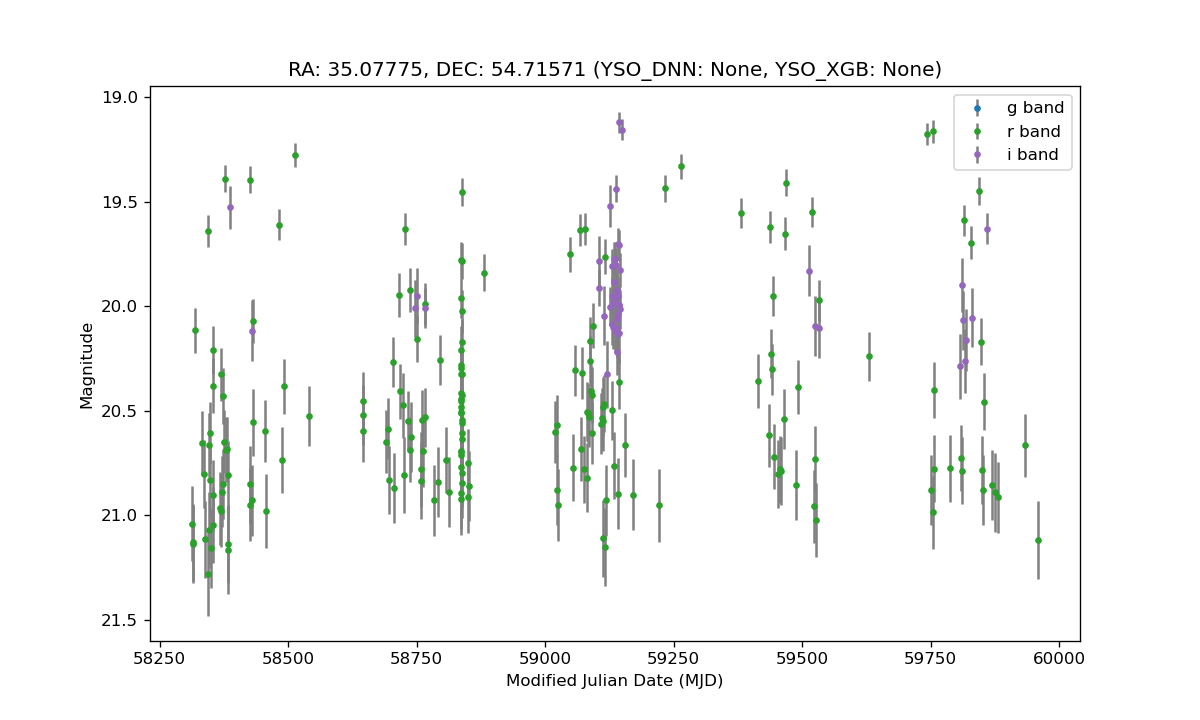 RA: 35.07775, DEC: 54.71571 (YSO_DNN: None, YSO_XGB: None)
g band
r band
i band
19.0
19.5
20.0
20.5
21.0
21.5
Magnitude
58250
58500
58750
59000
59250
59500
59750
60000
Modified Julian Date (MJD)